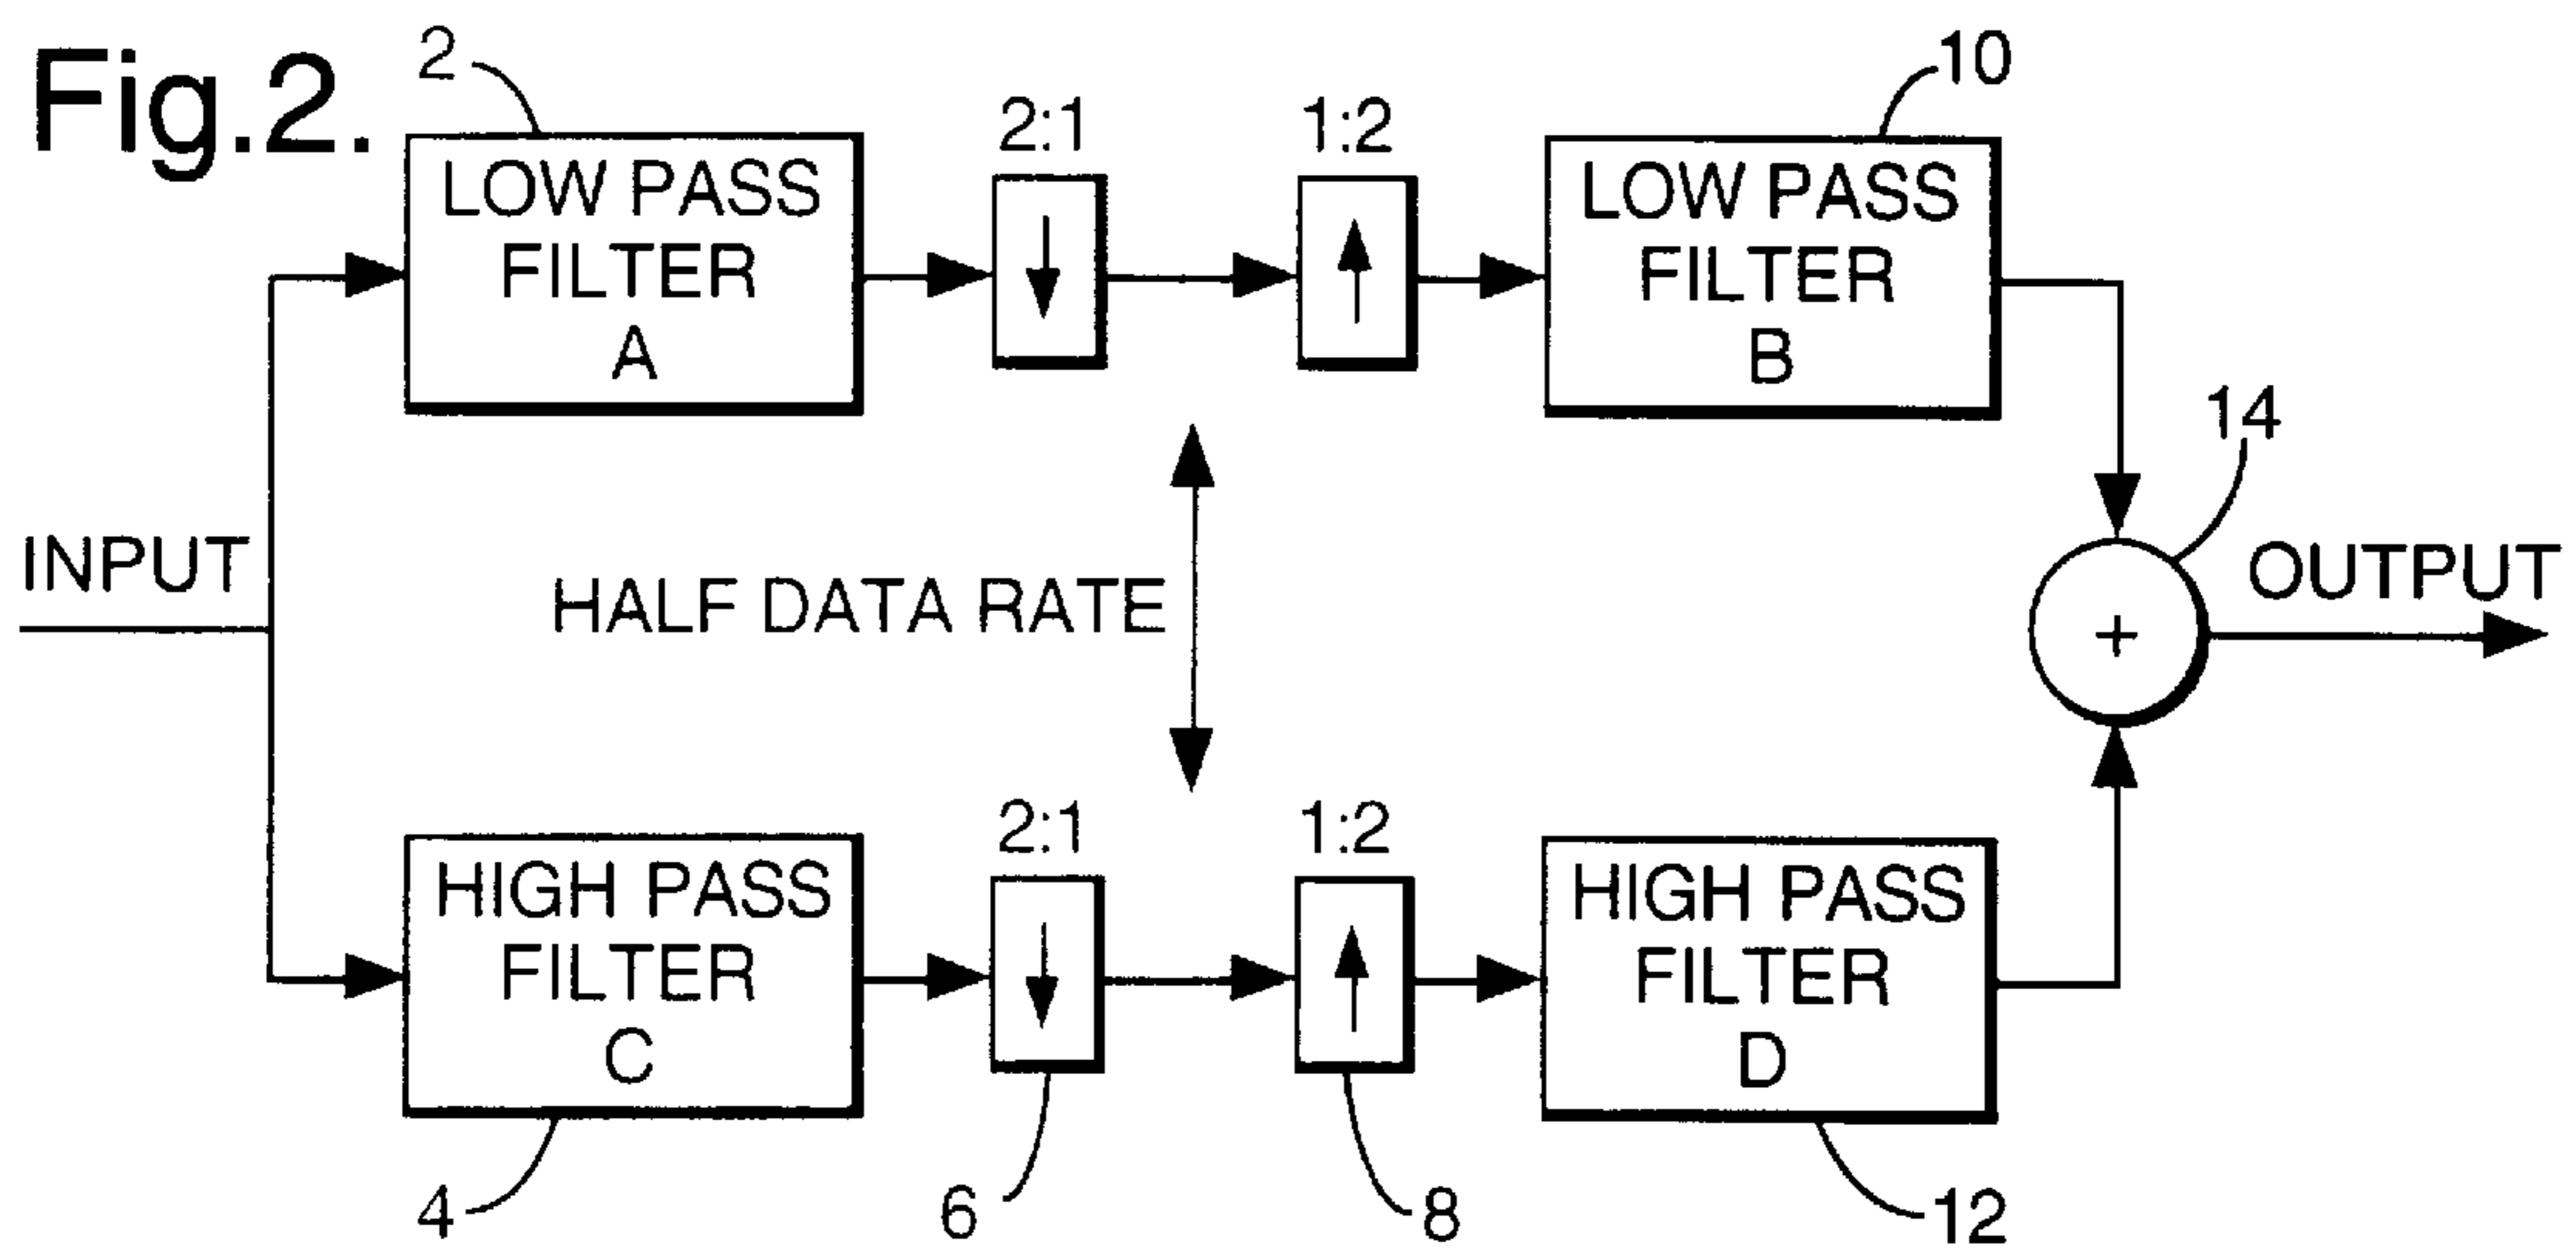 Fig.2.
2
2:1
1:2
10
LOW PASS
FILTER
A
LOW PASS
FILTER
B
14
INPUT
HALF DATA RATE
+
OUTPUT
2:1
1:2
HIGH PASS
FILTER
C
HIGH PASS
FILTER
D
4
6
8
12